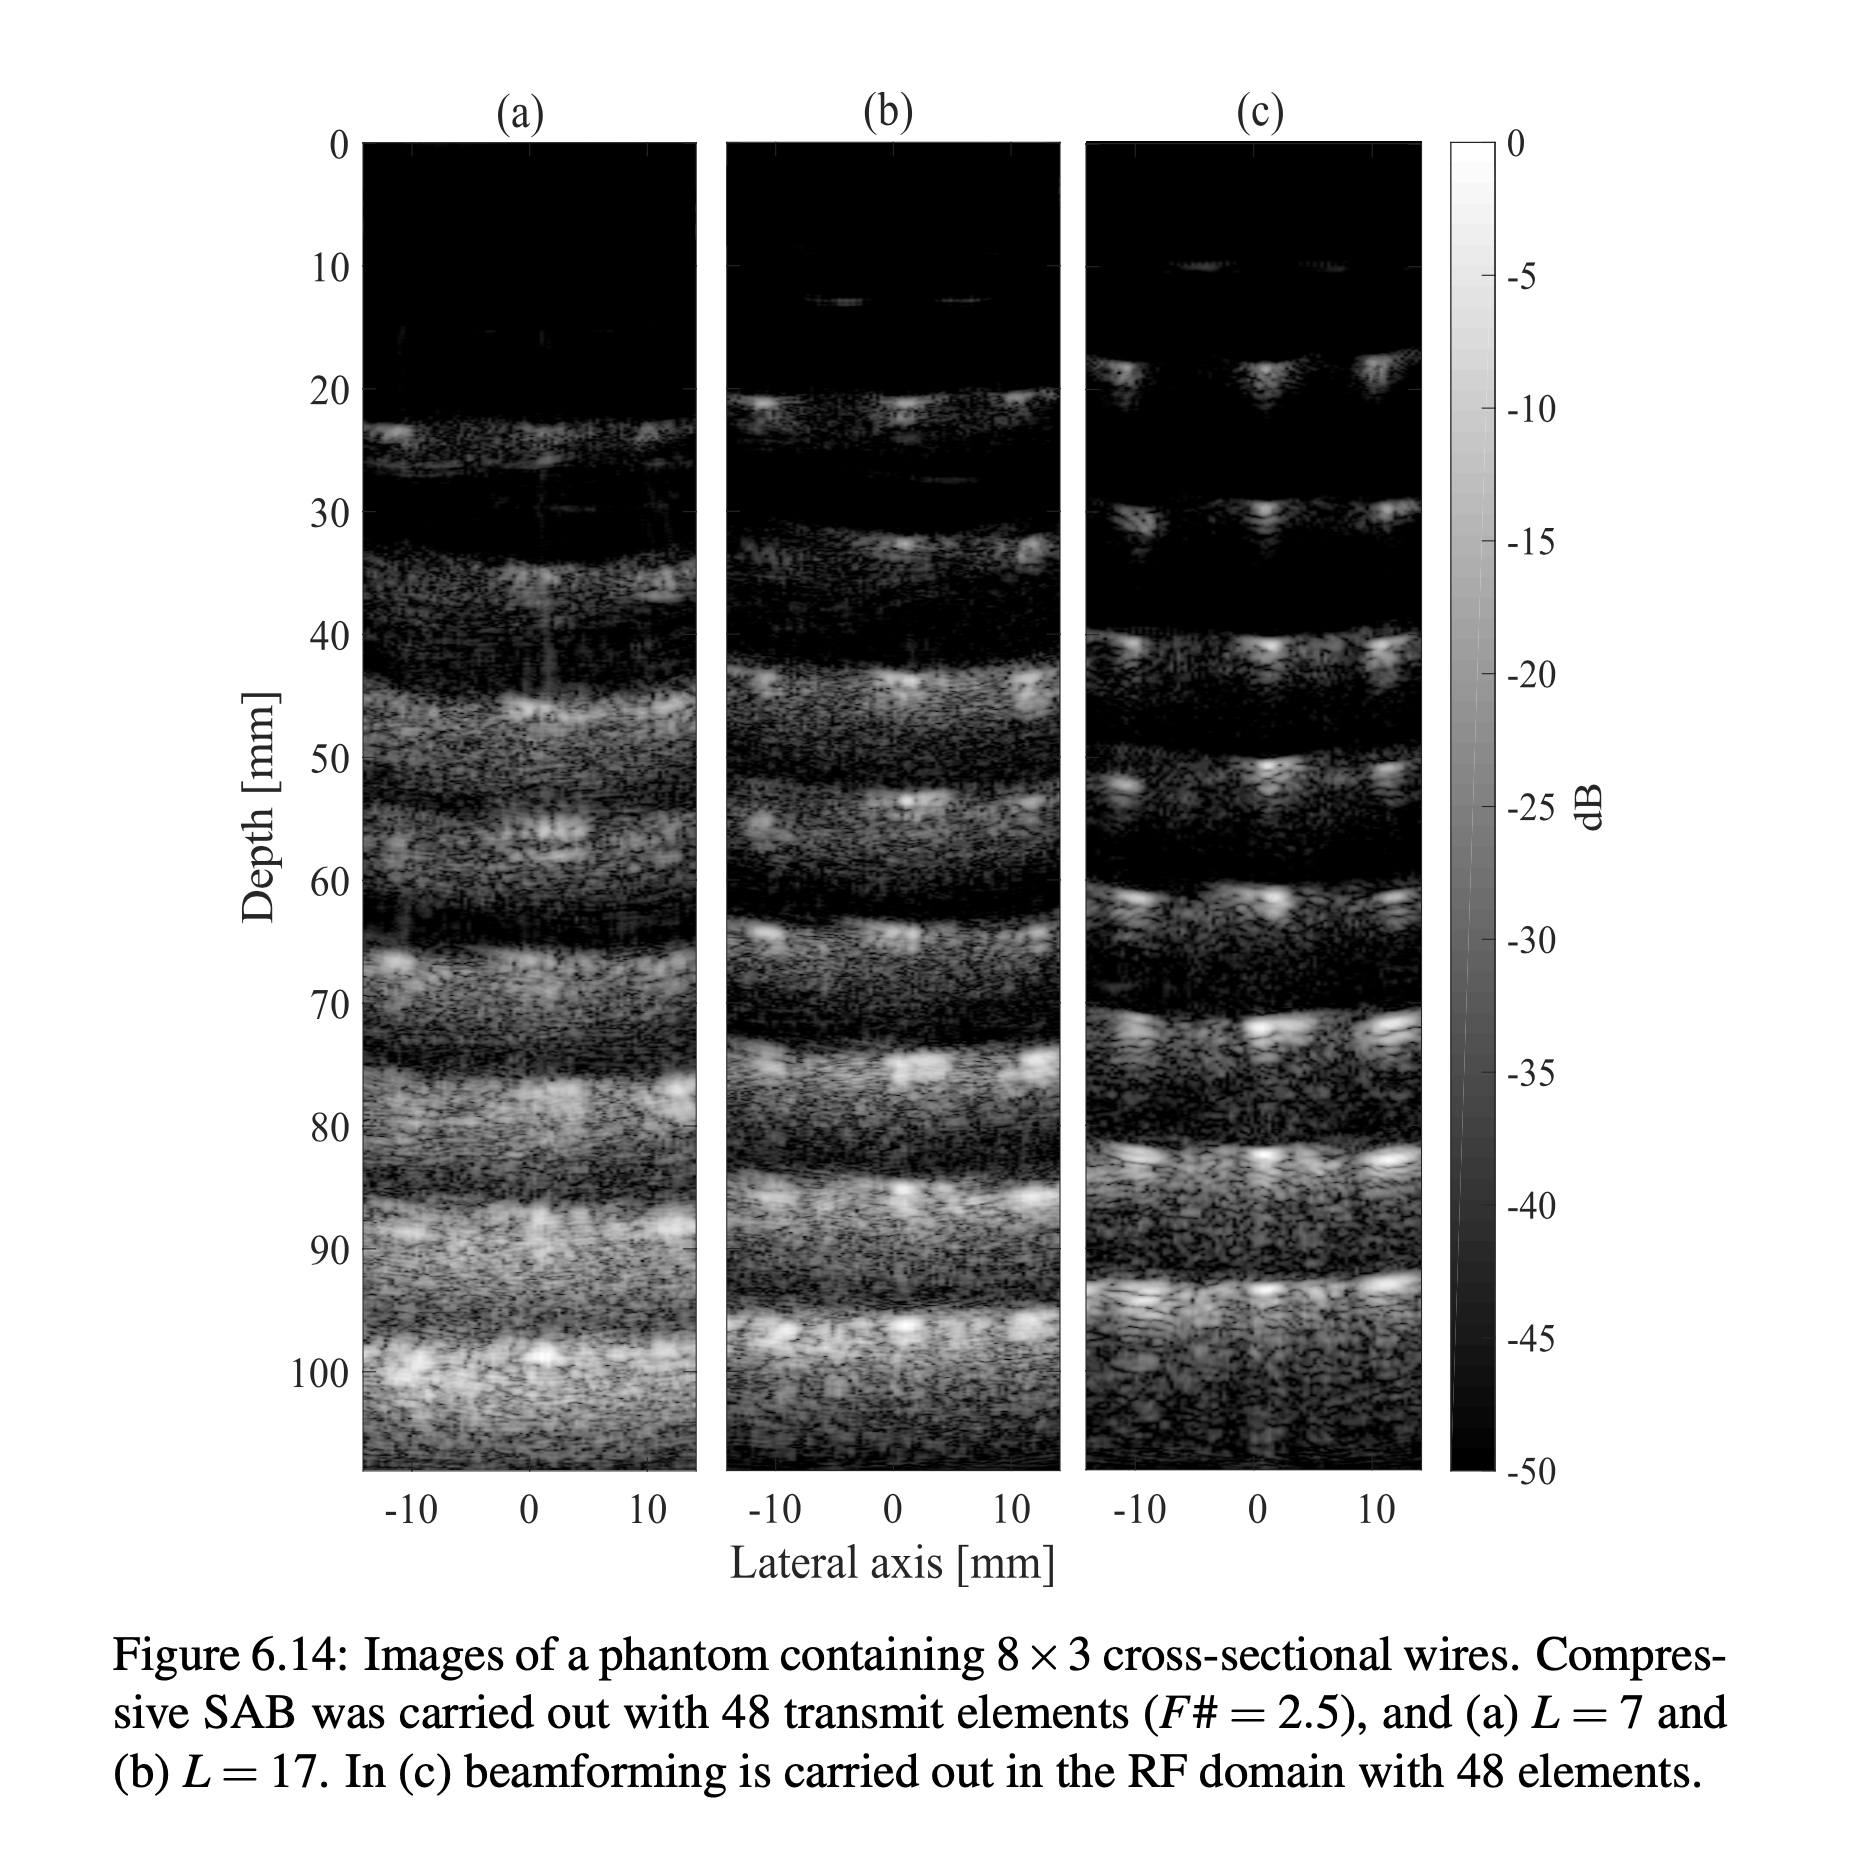 (a) (b) (c)
0
10
20
30
40
50
60
70
80
90
100
Depth [mm]
-10 0 10
-10 0 10
-10 0 10
Lateral axis [mm]
0
-5
-10
-15
-20
-25
-30
-35
-40
-45
-50
dB
Figure 6.14: Images of a phantom containing 8 × 3 cross-sectional wires. Compres-
sive SAB was carried out with 48 transmit elements (F# = 2.5), and (a) L = 7 and
(b) L = 17. In (c) beamforming is carried out in the RF domain with 48 elements.